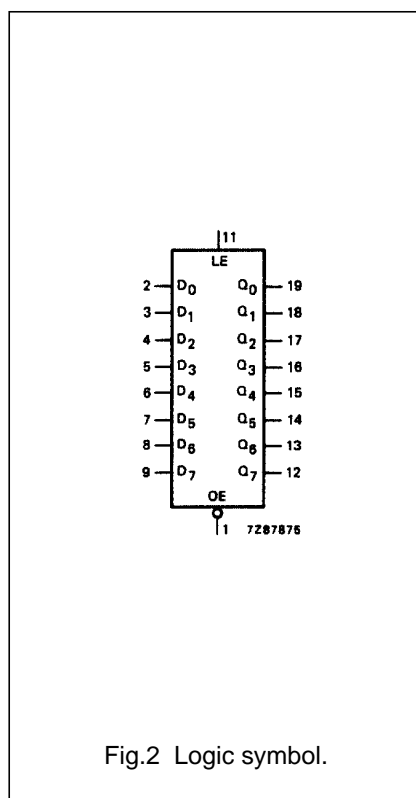 11
LE
2 D0 Q0 19
3 D1 Q1 18
4 D2 Q2 17
5 D3 Q3 16
6 D4 Q4 15
7 D5 Q5 14
8 D6 Q6 13
9 D7 Q7 12
OE
1 7Z87875
Fig.2 Logic symbol.